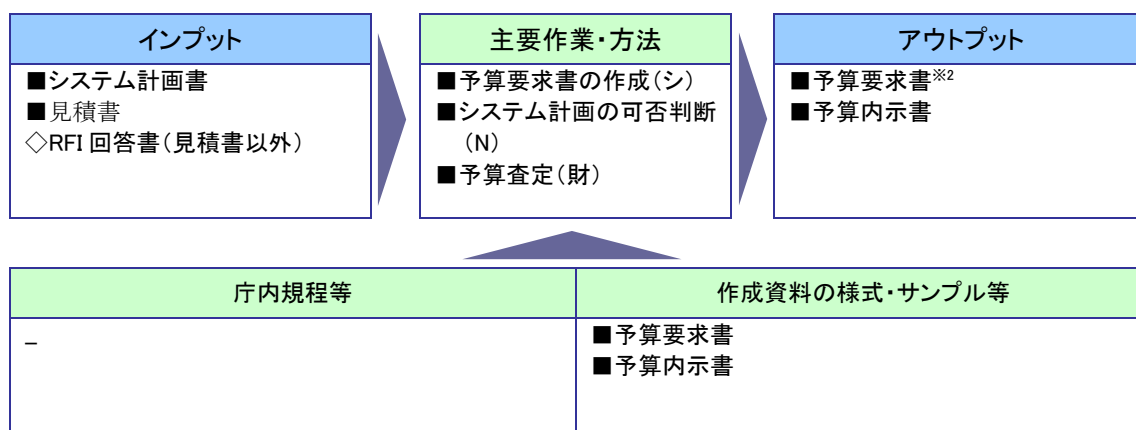 インプット
■システム計画書
■見積書
◇RFI 回答書(見積書以外)
主要作業・方法
■予算要求書の作成(シ)
■システム計画の可否判断
(N)
■予算査定(財)
アウトプット
■予算要求書※2
■予算内示書
庁内規程等
–
作成資料の様式・サンプル等
■予算要求書
■予算内示書